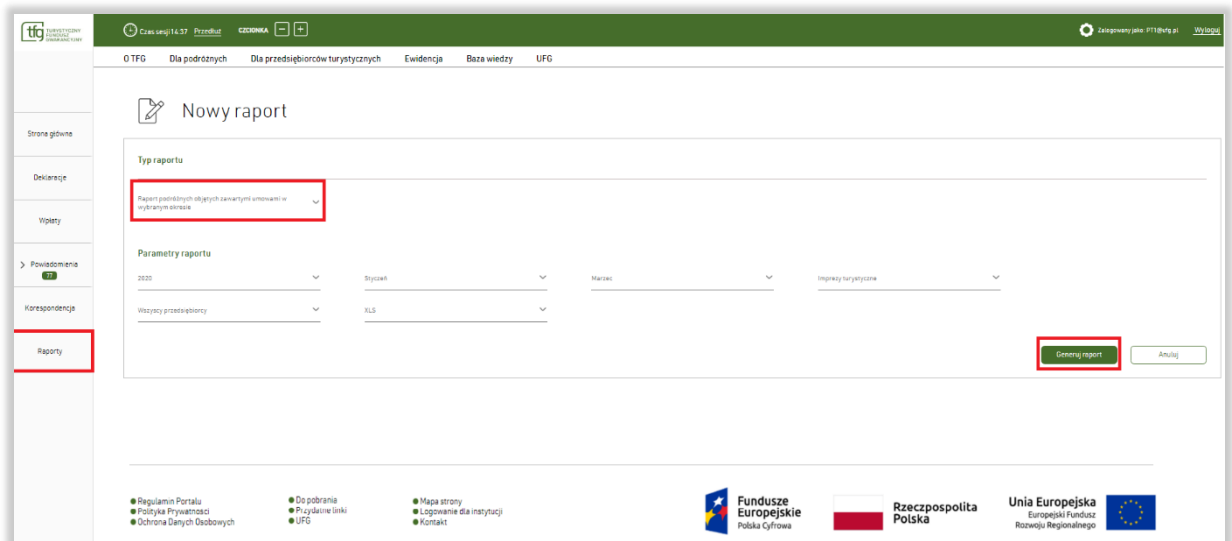 tfg TURYSTYCZNY FUNDUSZ GWARANCYJNY
Czas sesji 14:37 Przedłuż CZCIONKA − +
Zalogowany jako: PT1@ufg.pl Wyloguj
O TFG Dla podróżnych Dla przedsiębiorców turystycznych Ewidencja Baza wiedzy UFG
Nowy raport
Strona główna
Deklaracje
Wpłaty
Powiadomienia
77
Korespondencja
Raporty
Typ raportu
Raport podróżnych objętych zawartymi umowami w
wybranym okresie
Parametry raportu
2020 Styczeń Marzec Imprezy turystyczne
Wszyscy przedsiębiorcy XLS
Generuj raport Anuluj
Regulamin Portalu
Polityka Prywatności
Ochrona Danych Osobowych
Do pobrania
Przydatne linki
UFG
Mapa strony
Logowanie dla instytucji
Kontakt
Fundusze
Europejskie
Polska Cyfrowa
Rzeczpospolita
Polska
Unia Europejska
Europejski Fundusz
Rozwoju Regionalnego